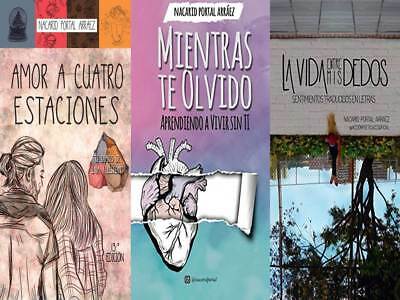 NACARID PORTAL ARRÁEZ
AMOR A CUATRO
ESTACIONES
19ª
EDICIÓN
NACARID PORTAL ARRÁEZ
MIENTRAS
TE OLVIDO
APRENDIENDO A VIVIR SIN TI
LA VIDA ENTRE MIS DEDOS
SENTIMIENTOS TRADUCIDOS EN LETRAS
NACARID PORTAL ARRÁEZ